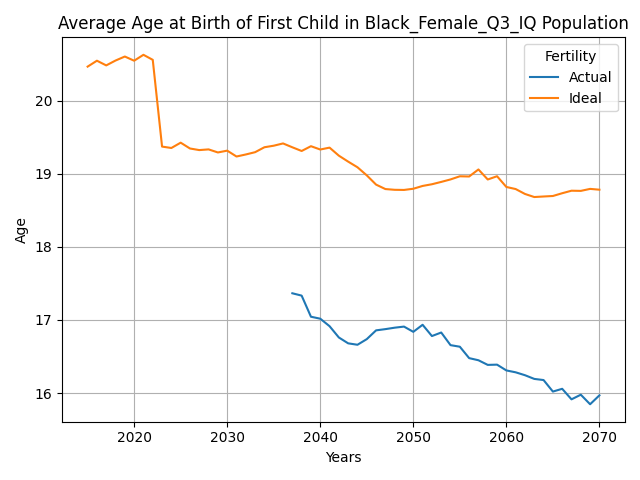 Average Age at Birth of First Child in Black_Female_Q3_IQ Population
Fertility
Actual
Ideal
Age
20
19
18
17
16
2020 2030 2040 2050 2060 2070
Years